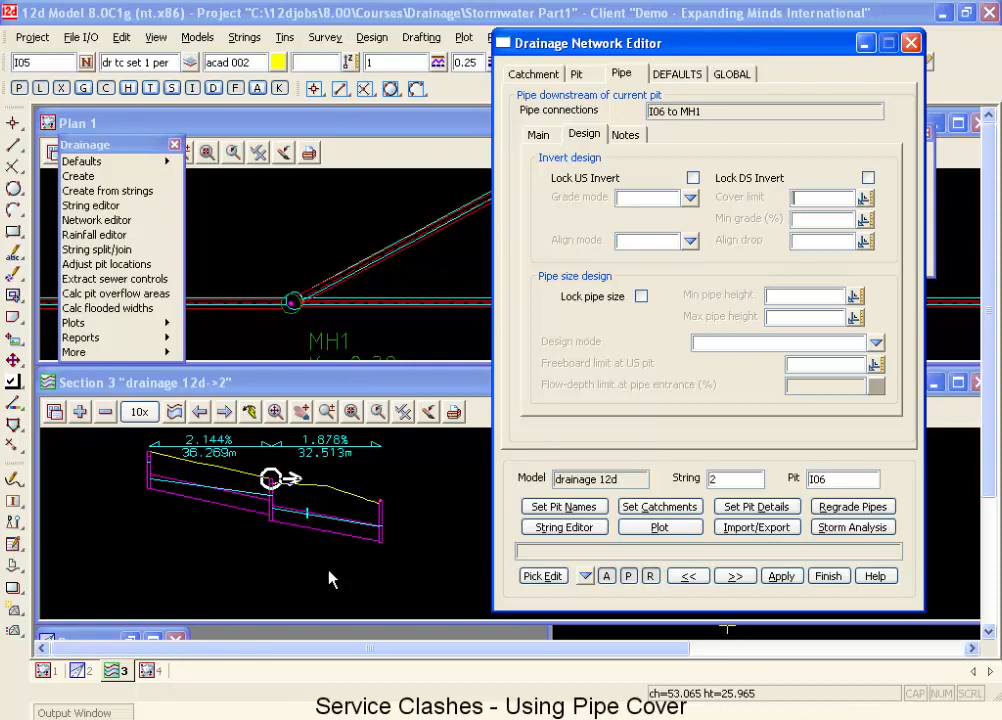 12d Model 8.0C1g (nt.x86) - Project "C:\12djobs\8.00\Courses\Drainage\Stormwater Part1" - Client "Demo - Expanding Minds International"
Project File I/O Edit View Models Strings Tins Survey Design Drafting Plot
I05 N dr tc set 1 per acad 002 1 0.25
P L X G C H T S I D F A K
Plan 1
Drainage
Defaults
Create
Create from strings
String editor
Network editor
Rainfall editor
String split/join
Adjust pit locations
Extract sewer controls
Calc pit overflow areas
Calc flooded widths
Plots
Reports
More
MH1
Section 3 "drainage 12d->2"
10x
2.144% 1.878%
36.269m 32.513m
Drainage Network Editor
Catchment Pit Pipe DEFAULTS GLOBAL
Pipe downstream of current pit
Pipe connections I06 to MH1
Main Design Notes
Invert design
Lock US Invert Lock DS Invert
Grade mode Cover limit
Min grade (%)
Align mode Align drop
Pipe size design
Lock pipe size Min pipe height
Max pipe height
Design mode
Freeboard limit at US pit
Flow-depth limit at pipe entrance (%)
Model drainage 12d String 2 Pit I06
Set Pit Names Set Catchments Set Pit Details Regrade Pipes
String Editor Plot Import/Export Storm Analysis
Pick Edit A P R << >> Apply Finish Help
1 2 3 4
ch=53.065 ht=25.965 CAP NUM SCRL
Output Window
Service Clashes - Using Pipe Cover